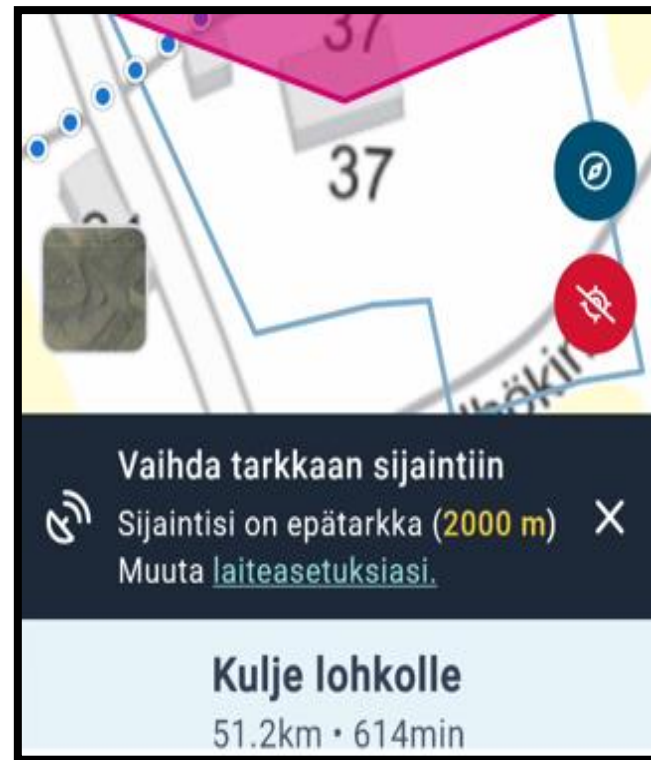 37
37
Vaihda tarkkaan sijaintiin
Sijaintisi on epätarkka (2000 m)
Muuta laiteasetuksiasi.
Kulje lohkolle
51.2km • 614min